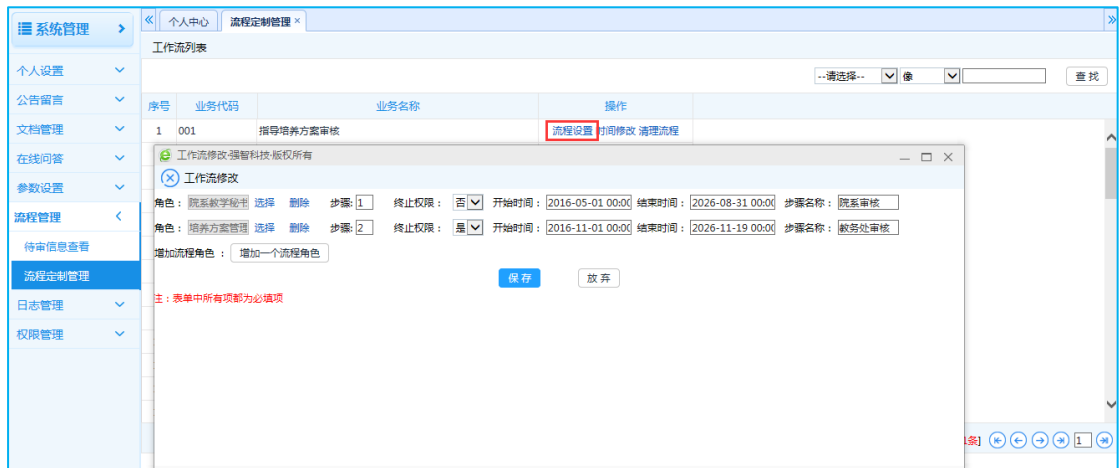 系统管理
个人设置
公告留言
文档管理
在线问答
参数设置
流程管理
待审信息查看
流程定制管理
日志管理
权限管理
个人中心 流程定制管理 ×
工作流列表
--请选择-- 像 查找
序号 业务代码 业务名称 操作
1 001 指导培养方案审核 流程设置 时间修改 清理流程
工作流修改-强智科技-版权所有
工作流修改
角色： 院系教学秘书 选择 删除 步骤: 1 终止权限： 否 开始时间： 2016-05-01 00:00 结束时间： 2026-08-31 00:00 步骤名称： 院系审核
角色： 培养方案管理 选择 删除 步骤: 2 终止权限： 是 开始时间： 2016-11-01 00:00 结束时间： 2026-11-19 00:00 步骤名称： 教务处审核
增加流程角色 ： 增加一个流程角色
保存 放弃
注：表单中所有项都为必填项
1条] 1